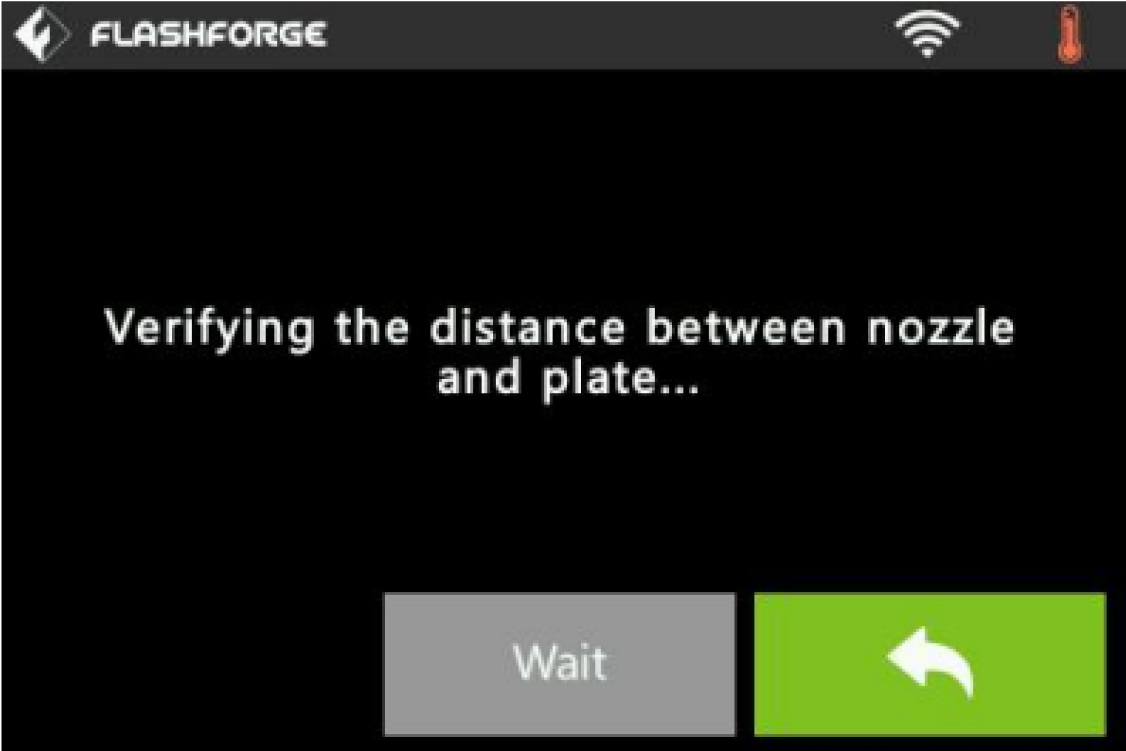 FLASHFORGE
Verifying the distance between nozzle
and plate...
Wait